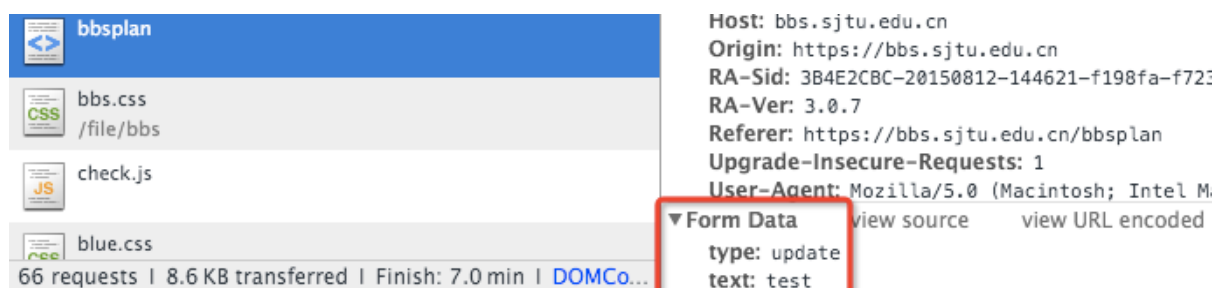 bbsplan
bbs.css
/file/bbs
check.js
blue.css
66 requests | 8.6 KB transferred | Finish: 7.0 min | DOMCo...
Host: bbs.sjtu.edu.cn
Origin: https://bbs.sjtu.edu.cn
RA-Sid: 3B4E2CBC-20150812-144621-f198fa-f723
RA-Ver: 3.0.7
Referer: https://bbs.sjtu.edu.cn/bbsplan
Upgrade-Insecure-Requests: 1
User-Agent: Mozilla/5.0 (Macintosh; Intel Ma
▼Form Data view source view URL encoded
type: update
text: test
CSS
JS
CSS